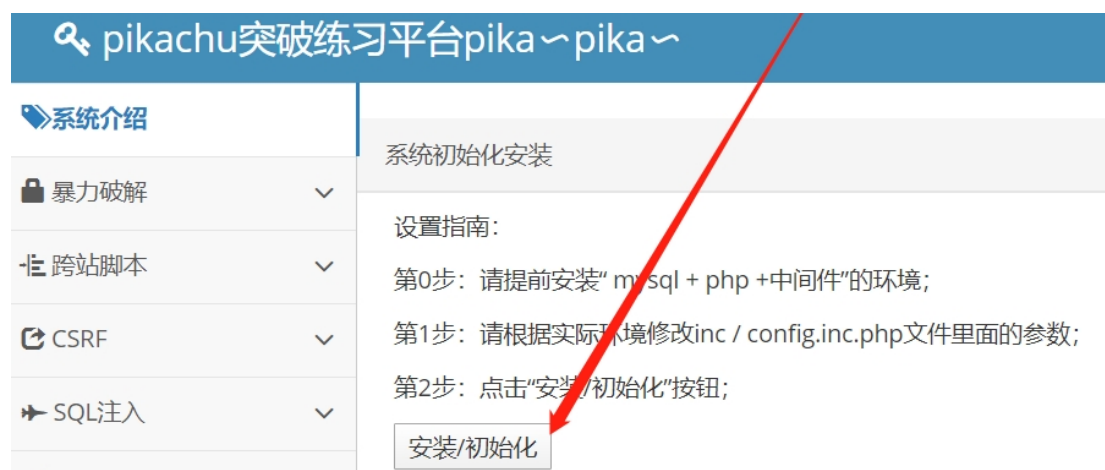 pikachu突破练习平台pika~pika~
系统介绍
暴力破解
跨站脚本
CSRF
SQL注入
系统初始化安装
设置指南：
第0步：请提前安装“ mysql + php +中间件”的环境；
第1步：请根据实际环境修改inc / config.inc.php文件里面的参数；
第2步：点击“安装/初始化”按钮；
安装/初始化